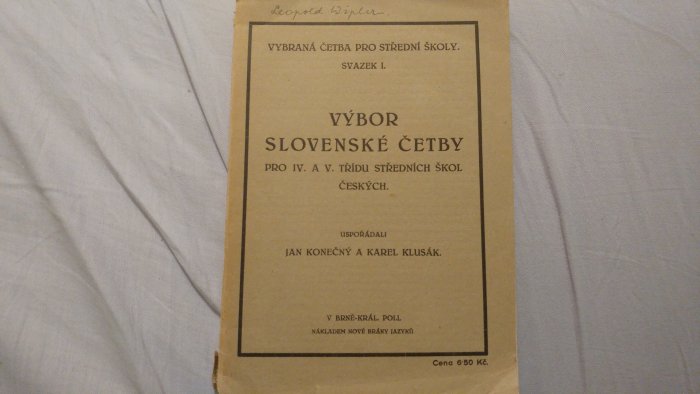 Leopold
VYBRANÁ ČETBA PRO STŘEDNÍ ŠKOLY.
SVAZEK I.
VÝBOR
SLOVENSKÉ ČETBY
PRO IV. A V. TŘÍDU STŘEDNÍCH ŠKOL
ČESKÝCH.
USPOŘÁDALI
JAN KONEČNÝ A KAREL KLUSÁK.
V BRNĚ-KRÁL. POLI.
NÁKLADEM NOVÉ BRÁNY JAZYKŮ
Cena 6·50 Kč.